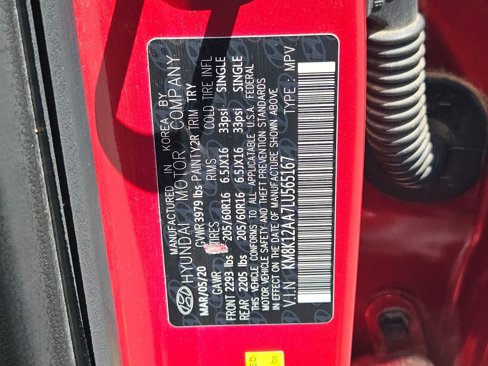 MANUFACTURED IN KOREA BY
HYUNDAI MOTOR COMPANY
MAR/05/20 GVWR 3979 lbs PAINT Y2R TRIM TRY
GAWR TIRES RIMS COLD TIRE INFL
FRONT 2293 lbs 205/60R16 6.5JX16 33psi SINGLE
REAR 2205 lbs 205/60R16 6.5JX16 33psi SINGLE
THIS VEHICLE CONFORMS TO ALL APPLICABLE U.S.A. FEDERAL
MOTOR VEHICLE SAFETY AND THEFT PREVENTION STANDARDS
IN EFFECT ON THE DATE OF MANUFACTURE SHOWN ABOVE
V.I.N KM8K12AA7LU565167 TYPE : MPV